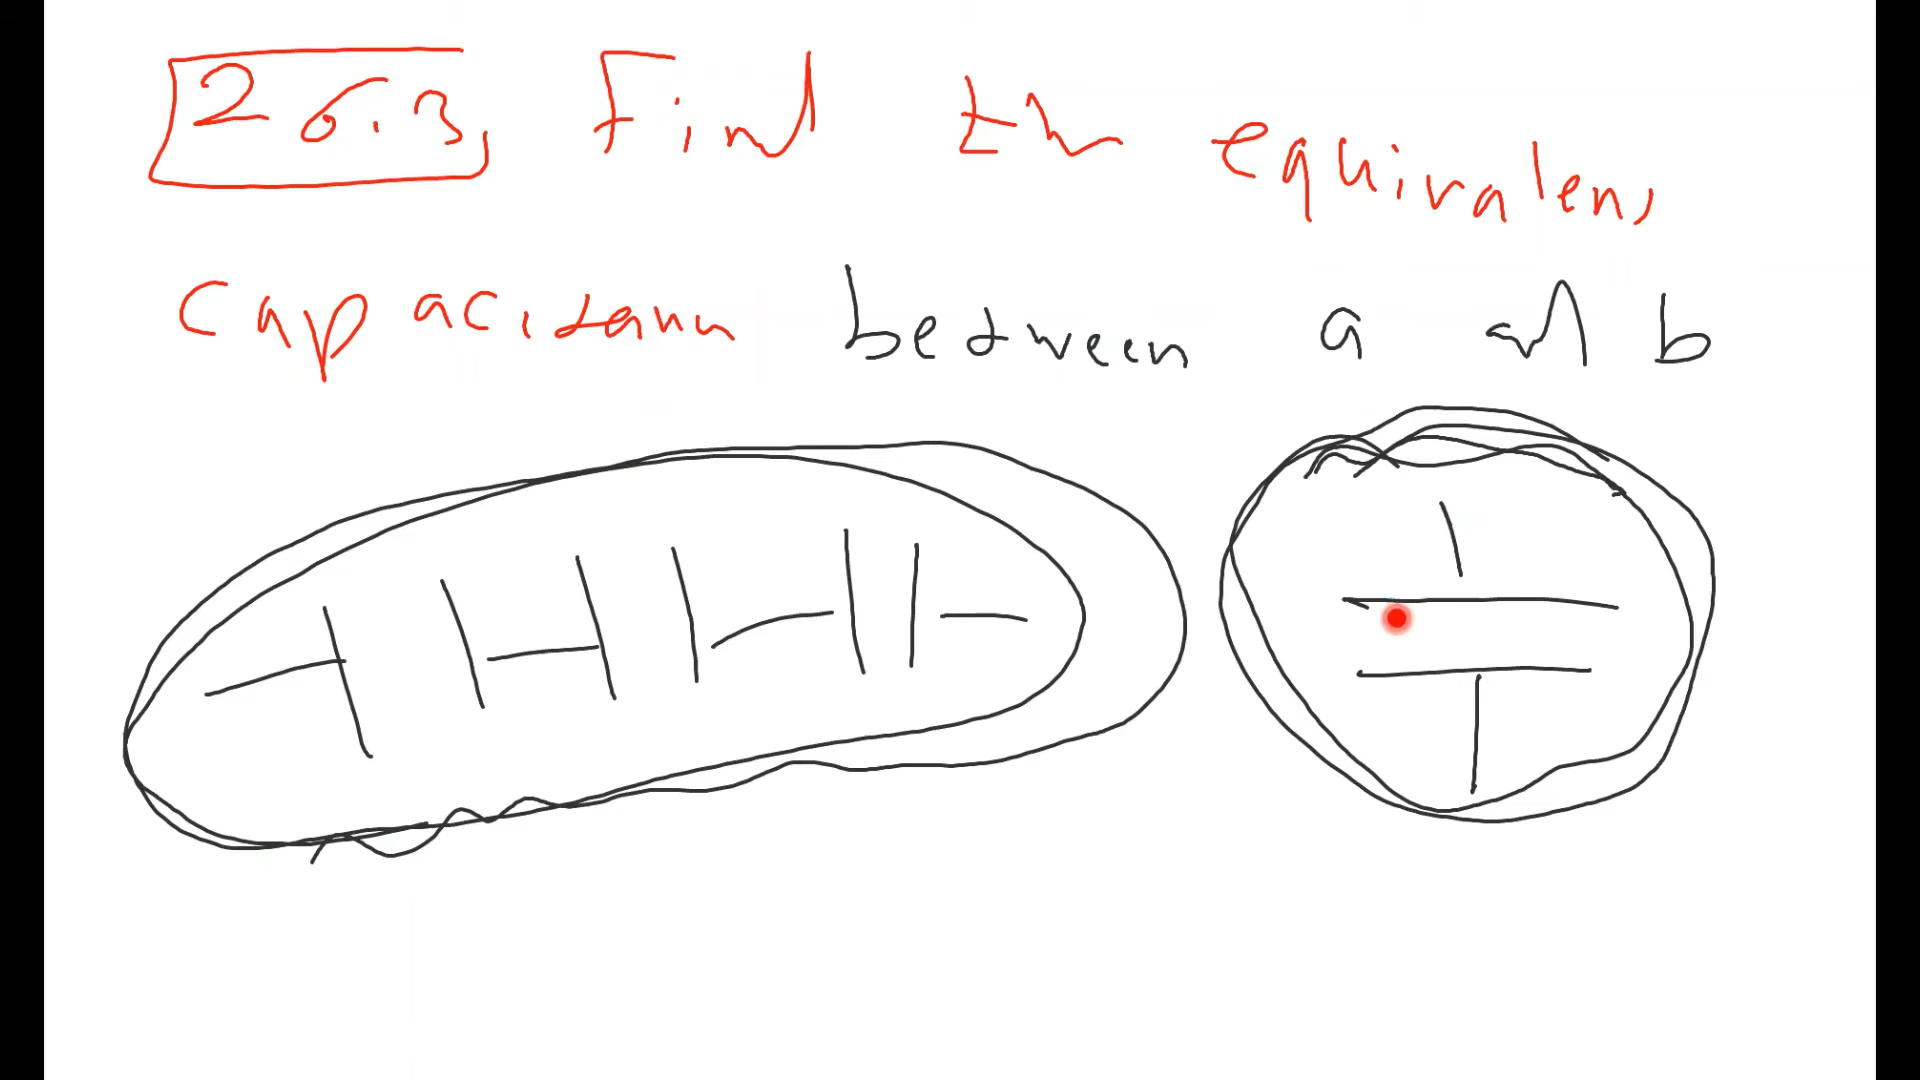 26.3, Find the equivalent
capacitance between a and b